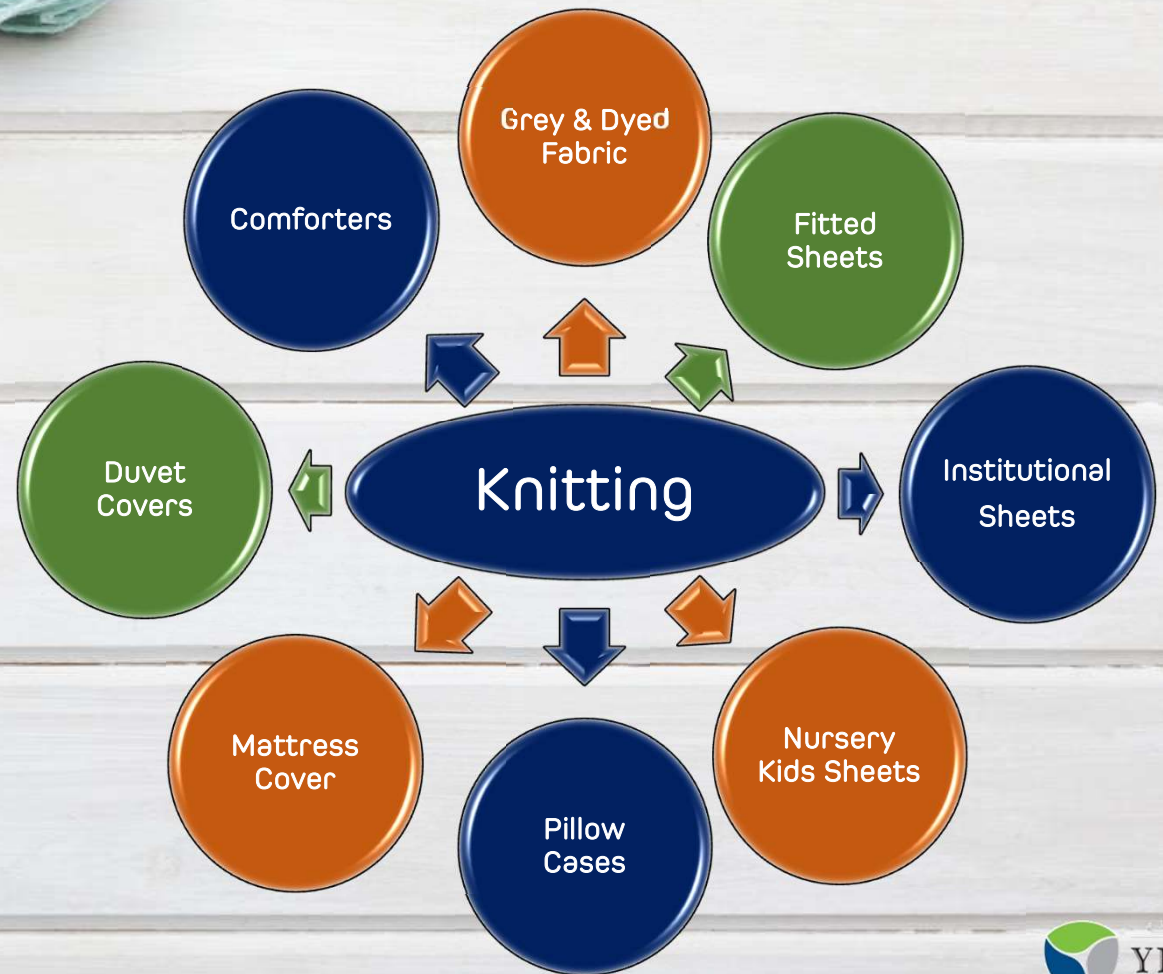 Grey & Dyed
Fabric
Comforters
Fitted
Sheets
Duvet
Covers
Knitting
Institutional
Sheets
Mattress
Cover
Nursery
Kids Sheets
Pillow
Cases